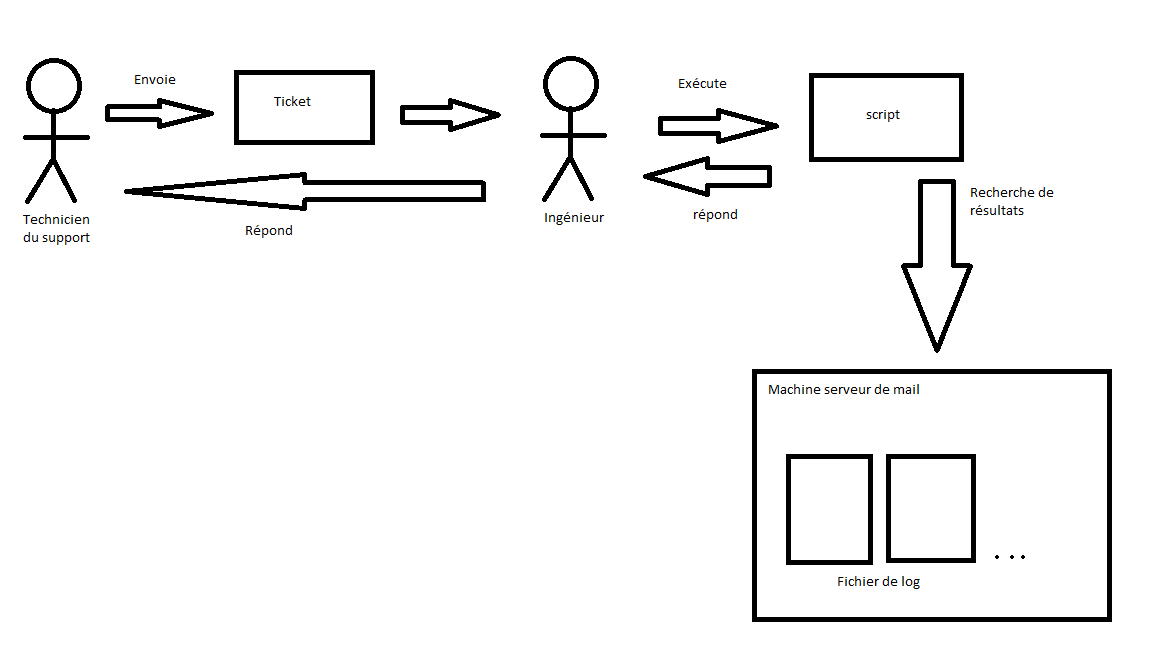 Envoie
Ticket
Exécute
script
Technicien
du support
Répond
Ingénieur
répond
Recherche de
résultats
Machine serveur de mail
...
Fichier de log